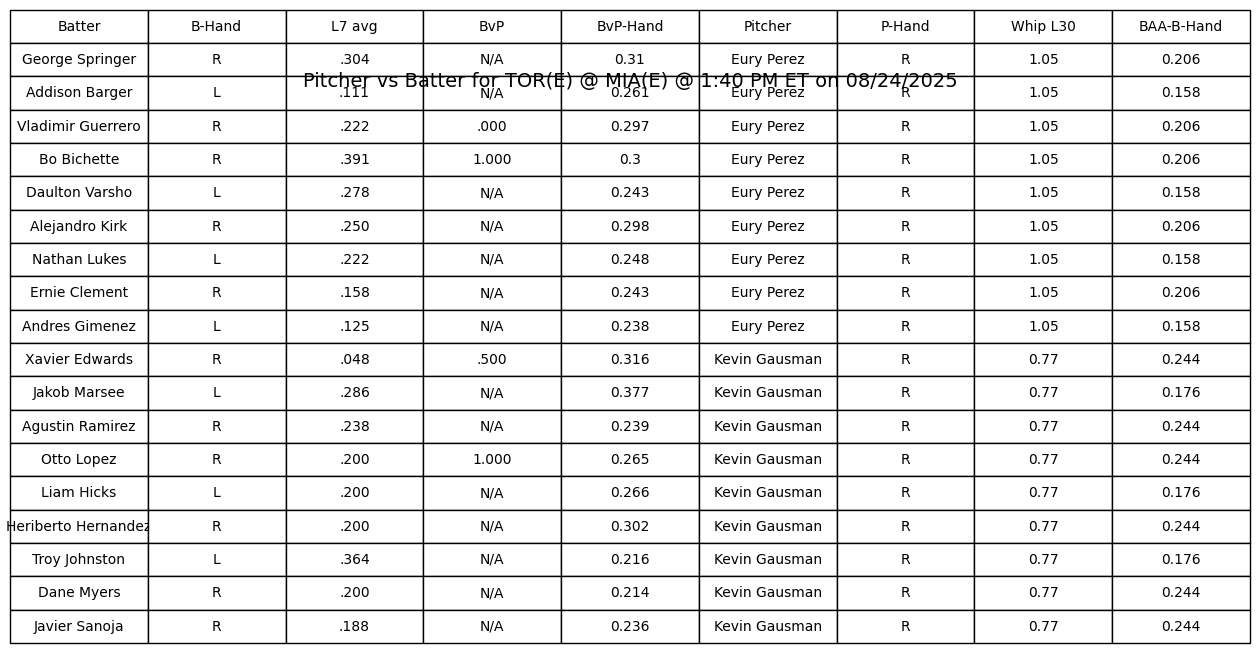 Batter B-Hand L7 avg BvP BvP-Hand Pitcher P-Hand Whip L30 BAA-B-Hand
George Springer R .304 N/A 0.31 Eury Perez R 1.05 0.206
Pitcher vs Batter for TOR(E) @ MIA(E) @ 1:40 PM ET on 08/24/2025
Addison Barger L .111 N/A 0.261 Eury Perez R 1.05 0.158
Vladimir Guerrero R .222 .000 0.297 Eury Perez R 1.05 0.206
Bo Bichette R .391 1.000 0.3 Eury Perez R 1.05 0.206
Daulton Varsho L .278 N/A 0.243 Eury Perez R 1.05 0.158
Alejandro Kirk R .250 N/A 0.298 Eury Perez R 1.05 0.206
Nathan Lukes L .222 N/A 0.248 Eury Perez R 1.05 0.158
Ernie Clement R .158 N/A 0.243 Eury Perez R 1.05 0.206
Andres Gimenez L .125 N/A 0.238 Eury Perez R 1.05 0.158
Xavier Edwards R .048 .500 0.316 Kevin Gausman R 0.77 0.244
Jakob Marsee L .286 N/A 0.377 Kevin Gausman R 0.77 0.176
Agustin Ramirez R .238 N/A 0.239 Kevin Gausman R 0.77 0.244
Otto Lopez R .200 1.000 0.265 Kevin Gausman R 0.77 0.244
Liam Hicks L .200 N/A 0.266 Kevin Gausman R 0.77 0.176
Heriberto Hernandez R .200 N/A 0.302 Kevin Gausman R 0.77 0.244
Troy Johnston L .364 N/A 0.216 Kevin Gausman R 0.77 0.176
Dane Myers R .200 N/A 0.214 Kevin Gausman R 0.77 0.244
Javier Sanoja R .188 N/A 0.236 Kevin Gausman R 0.77 0.244